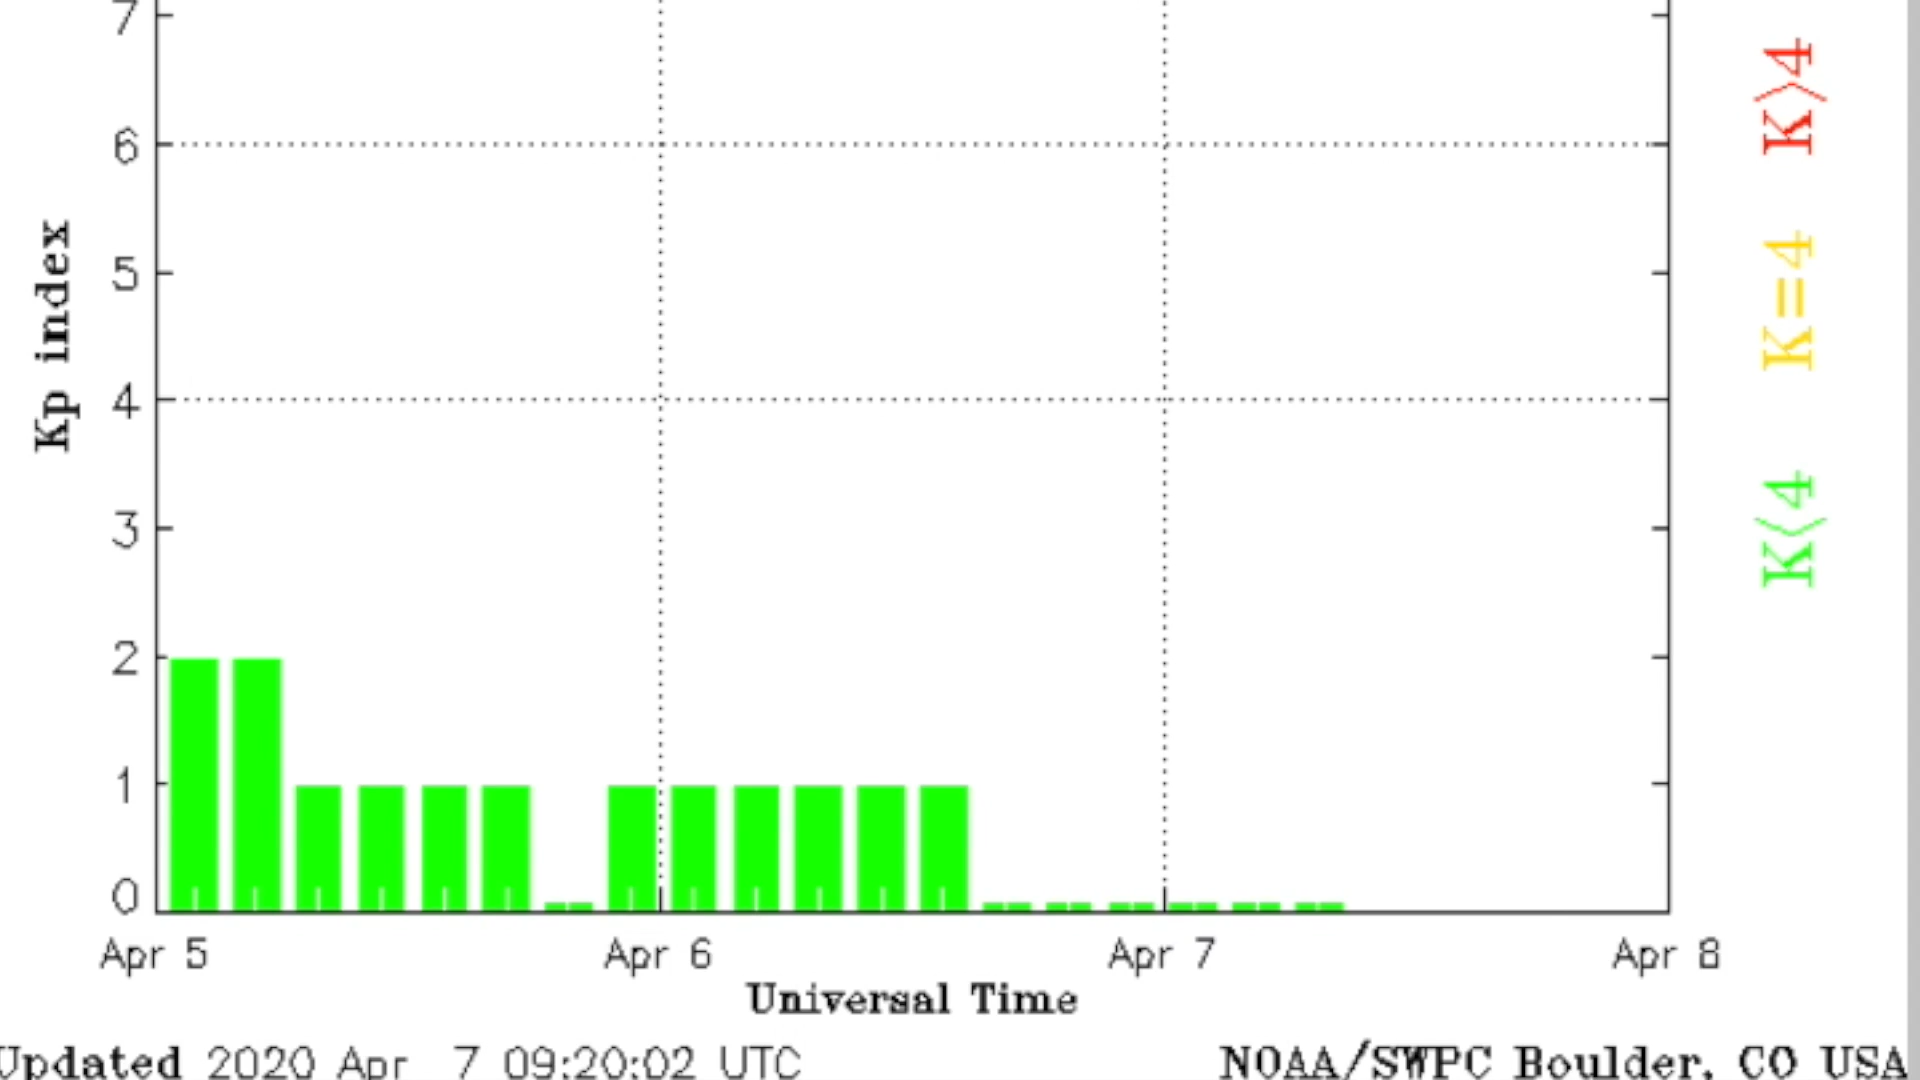 7
6
5
4
3
2
1
0
Kp index
K>4
K=4
K<4
Apr 5 Apr 6 Apr 7 Apr 8
Universal Time
Updated 2020 Apr 7 09:20:02 UTC
NOAA/SWPC Boulder, CO USA